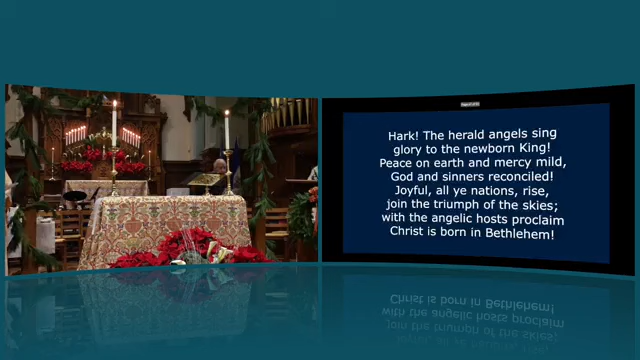 Hark! The herald angels sing
glory to the newborn King!
Peace on earth and mercy mild,
God and sinners reconciled!
Joyful, all ye nations, rise,
join the triumph of the skies;
with the angelic hosts proclaim
Christ is born in Bethlehem!